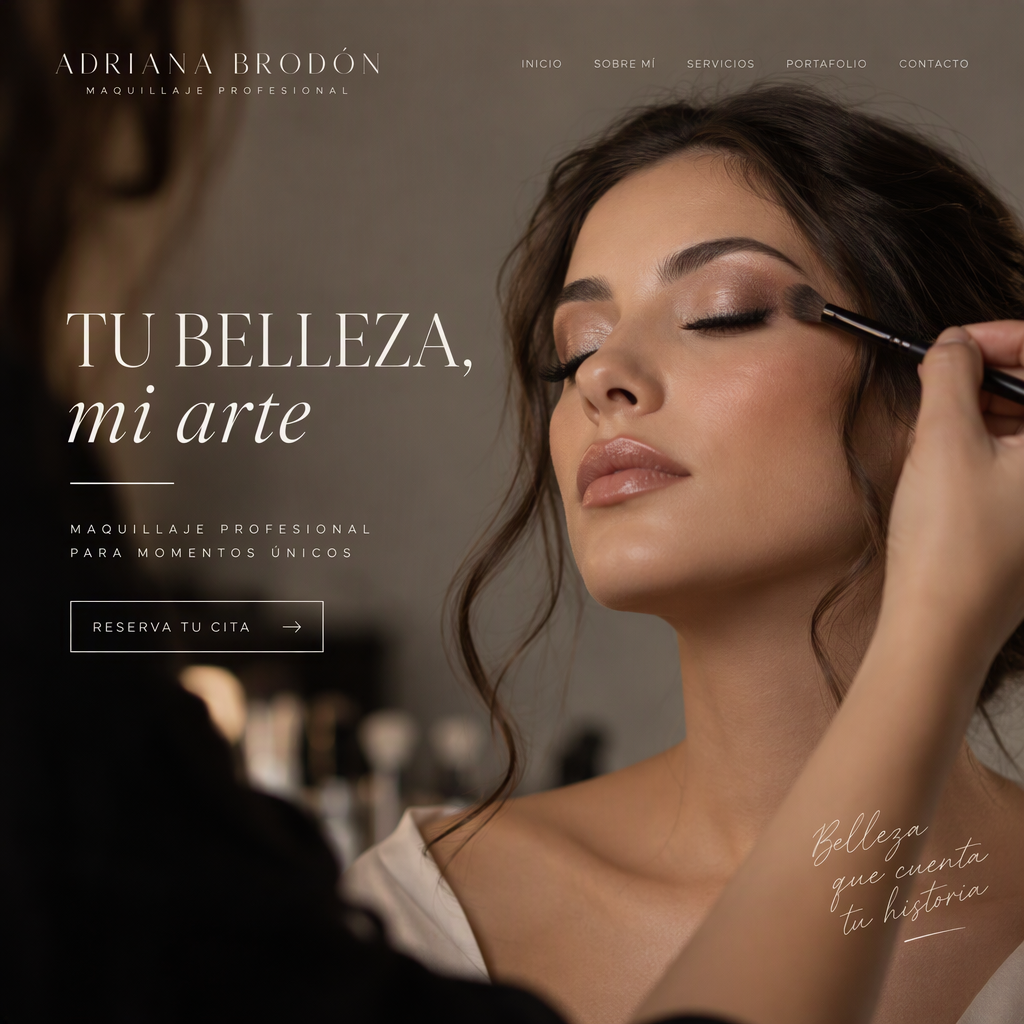 ADRIANA BRODÓN
MAQUILLAJE PROFESIONAL
INICIO SOBRE MÍ SERVICIOS PORTAFOLIO CONTACTO
TU BELLEZA,
mi arte
MAQUILLAJE PROFESIONAL
PARA MOMENTOS ÚNICOS
RESERVA TU CITA →
Belleza
que cuenta
tu historia